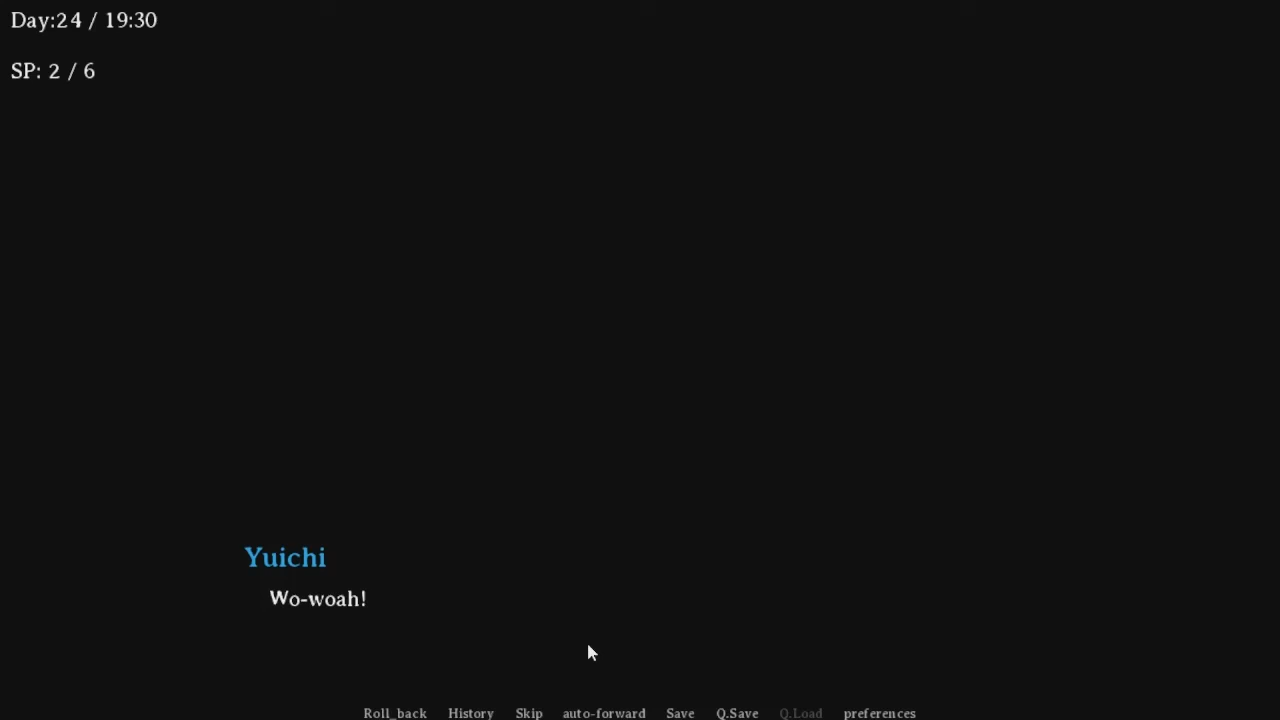 Day:24 / 19:30
SP: 2 / 6
Yuichi
Wo-woah!
Roll_back History Skip auto-forward Save Q.Save Q.Load preferences